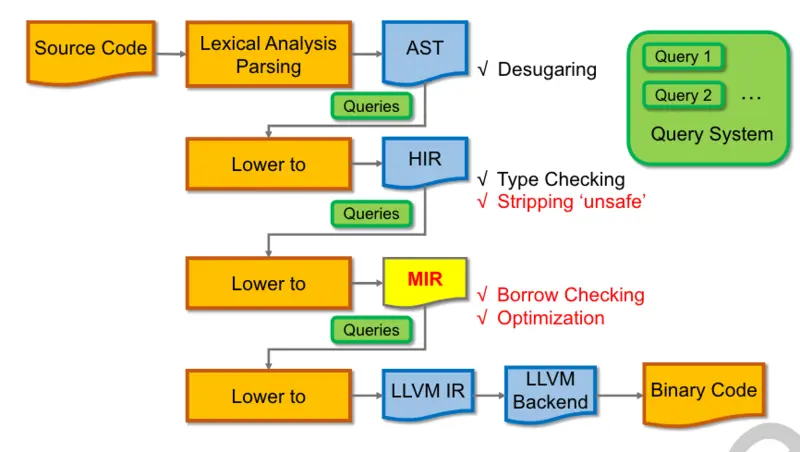 Source Code
Lexical Analysis
Parsing
AST
√ Desugaring
Query 1
Query 2 ...
Query System
Queries
Lower to
HIR
√ Type Checking
√ Stripping ‘unsafe’
Queries
Lower to
MIR
√ Borrow Checking
√ Optimization
Queries
Lower to
LLVM IR
LLVM
Backend
Binary Code